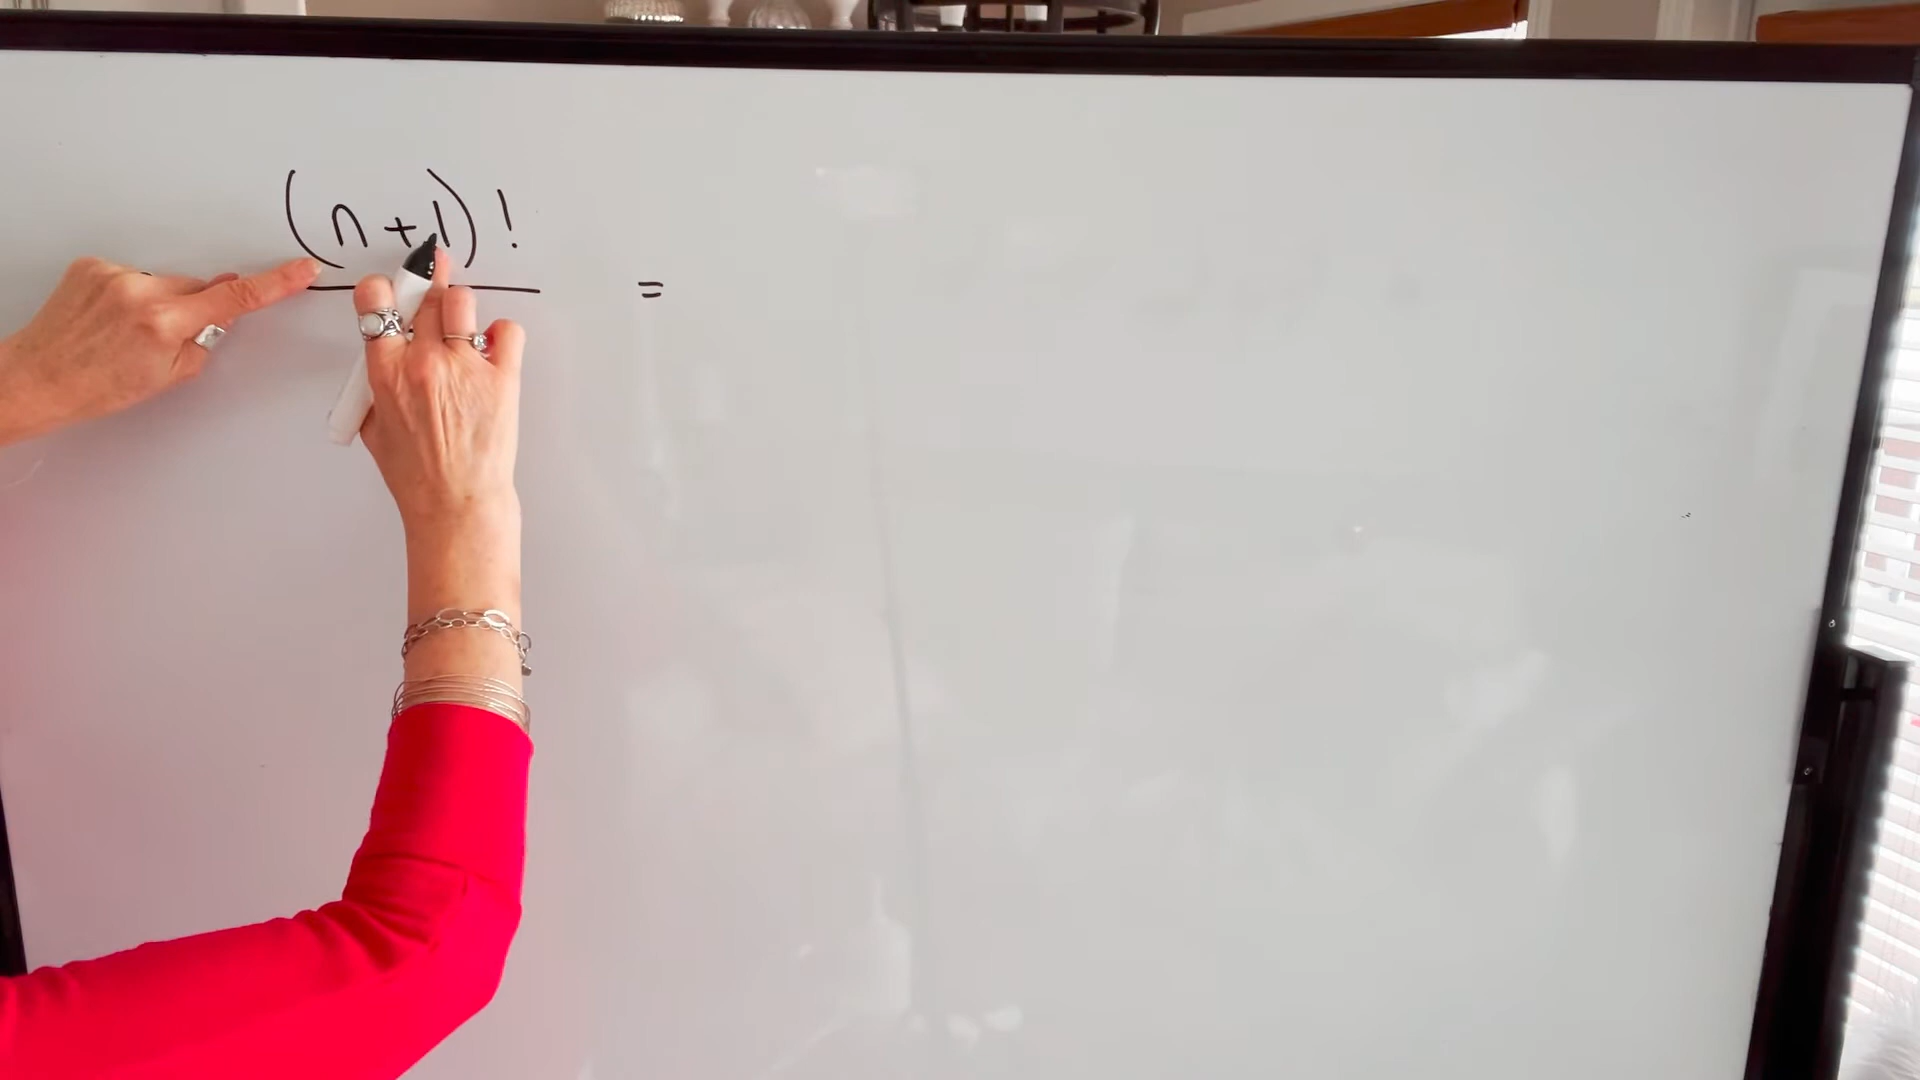 (n+1)!
=